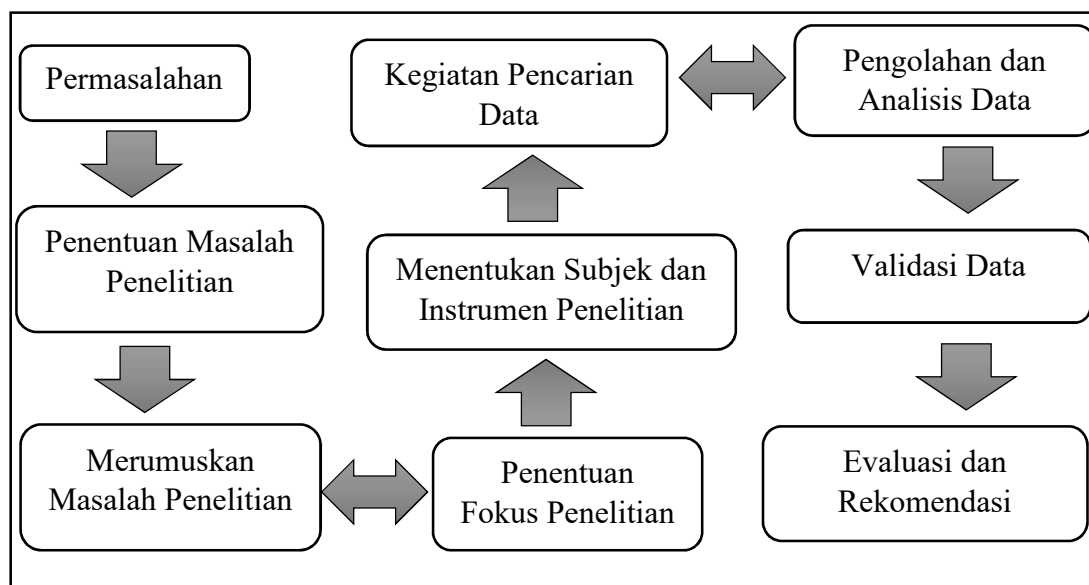 Permasalahan
Penentuan Masalah
Penelitian
Merumuskan
Masalah Penelitian
Penentuan
Fokus Penelitian
Menentukan Subjek dan
Instrumen Penelitian
Kegiatan Pencarian
Data
Pengolahan dan
Analisis Data
Validasi Data
Evaluasi dan
Rekomendasi